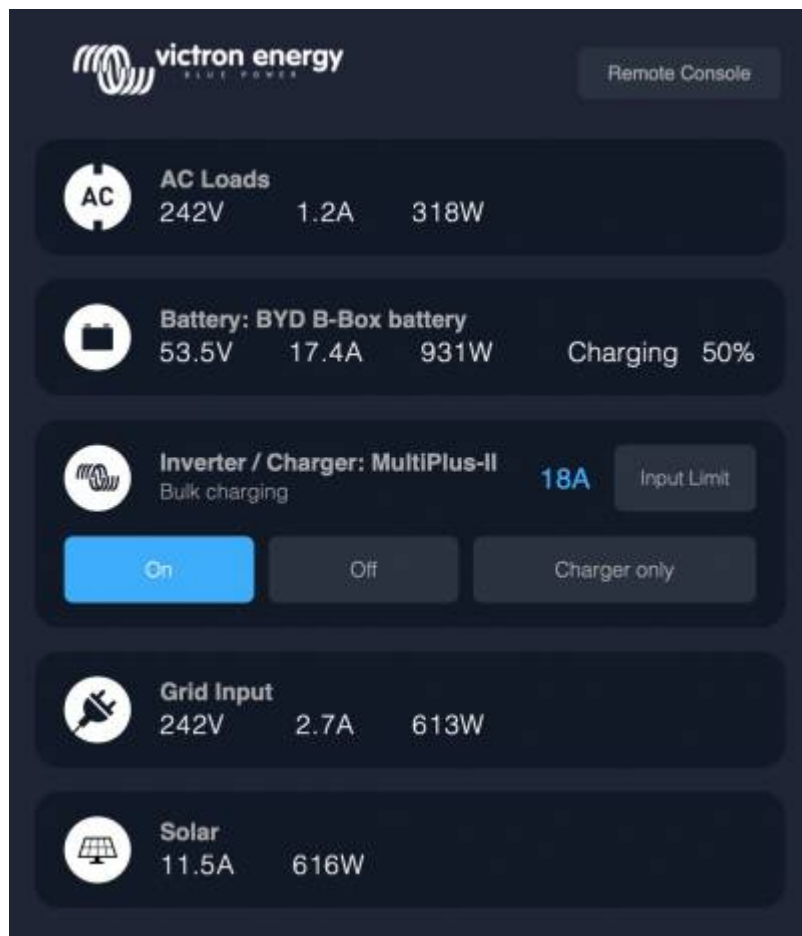 victron energy
BLUE POWER
Remote Console
AC
AC Loads
242V 1.2A 318W
Battery: BYD B-Box battery
53.5V 17.4A 931W Charging 50%
Inverter / Charger: MultiPlus-II
Bulk charging
18A Input Limit
On Off Charger only
Grid Input
242V 2.7A 613W
Solar
11.5A 616W